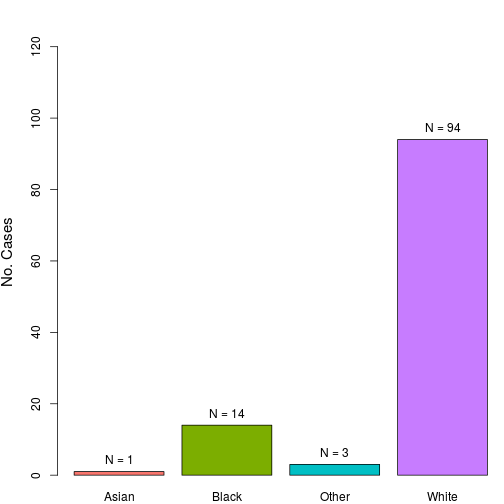 No. Cases
120
100
80
60
40
20
0
N = 1
N = 14
N = 3
N = 94
Asian
Black
Other
White